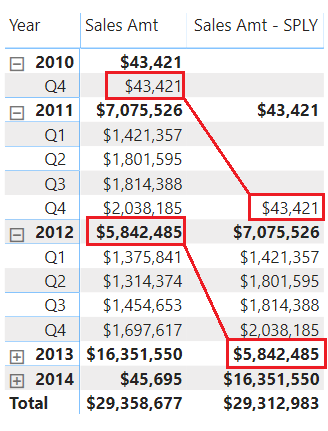 Year Sales Amt Sales Amt - SPLY
2010 $43,421
Q4 $43,421
2011 $7,075,526 $43,421
Q1 $1,421,357
Q2 $1,801,595
Q3 $1,814,388
Q4 $2,038,185 $43,421
2012 $5,842,485 $7,075,526
Q1 $1,375,841 $1,421,357
Q2 $1,314,374 $1,801,595
Q3 $1,454,653 $1,814,388
Q4 $1,697,617 $2,038,185
2013 $16,351,550 $5,842,485
2014 $45,695 $16,351,550
Total $29,358,677 $29,312,983